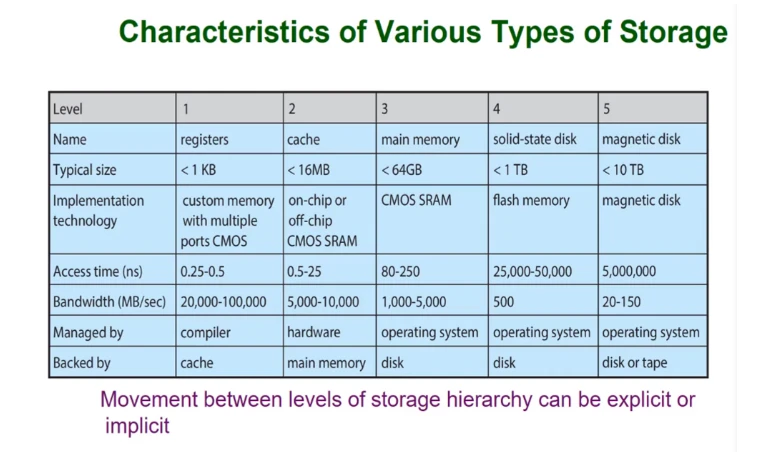 Characteristics of Various Types of Storage
Level 1 2 3 4 5
Name registers cache main memory solid-state disk magnetic disk
Typical size < 1 KB < 16MB < 64GB < 1 TB < 10 TB
Implementation custom memory on-chip or CMOS SRAM flash memory magnetic disk
technology with multiple off-chip
ports CMOS CMOS SRAM
Access time (ns) 0.25-0.5 0.5-25 80-250 25,000-50,000 5,000,000
Bandwidth (MB/sec) 20,000-100,000 5,000-10,000 1,000-5,000 500 20-150
Managed by compiler hardware operating system operating system operating system
Backed by cache main memory disk disk disk or tape
Movement between levels of storage hierarchy can be explicit or
implicit